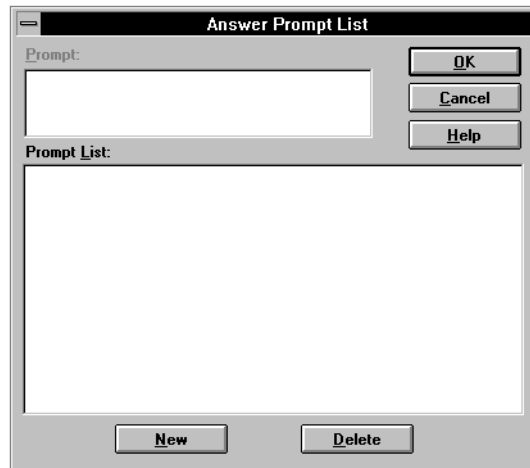 Answer Prompt List
Prompt:
OK
Cancel
Help
Prompt List:
New
Delete